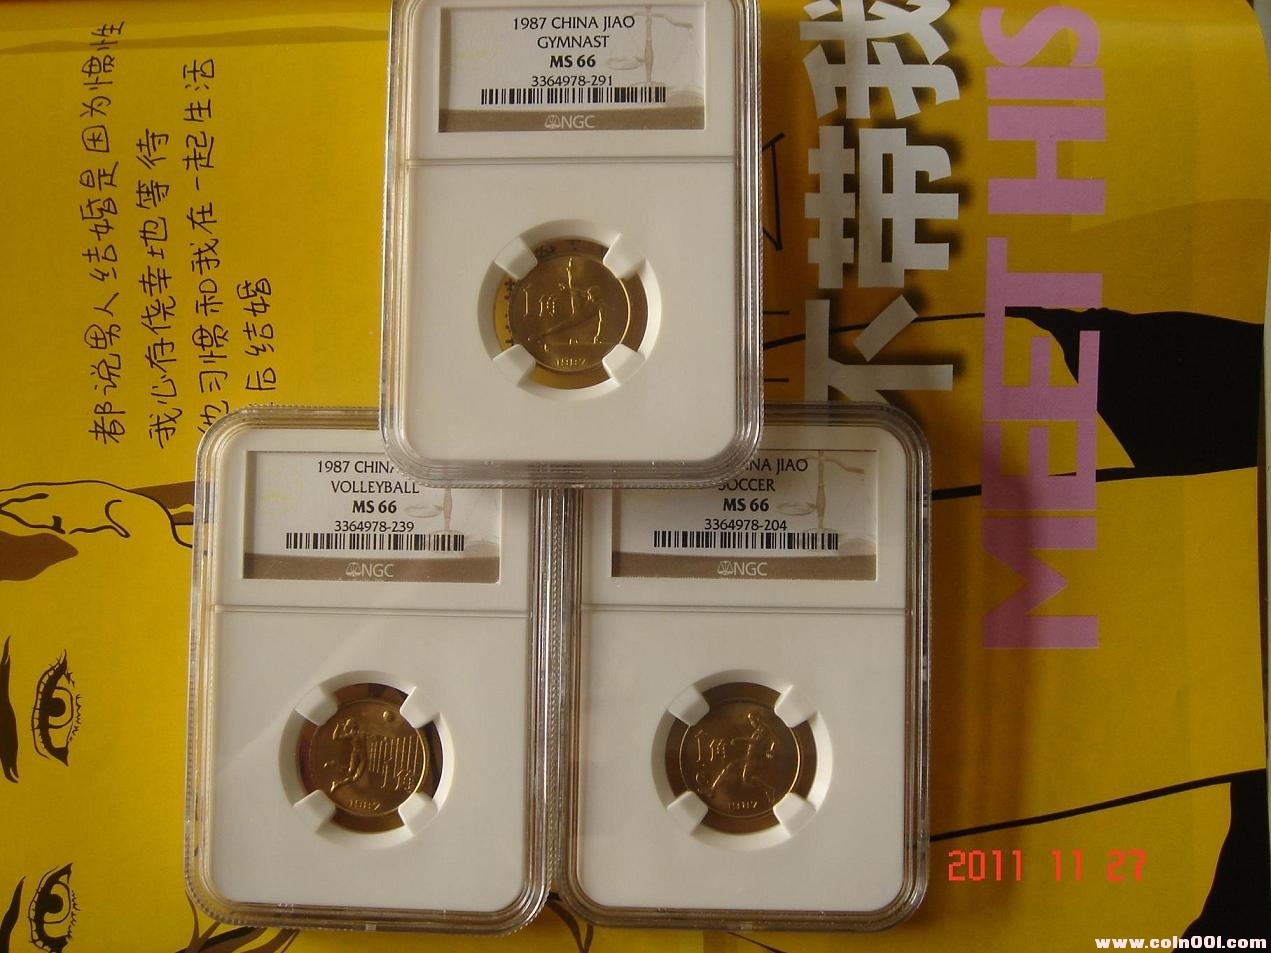 1987 CHINA JIAO
GYMNAST
MS 66
3364978-291
NGC
1角
1987
1987 CHINA
VOLLEYBALL
MS 66
3364978-239
NGC
1角
1987
NA JIAO
SOCCER
MS 66
3364978-204
NGC
1角
1987
都说男人结婚是因为惰性
我心存侥幸地等待
他习惯和我在一起生活
后结婚
不带我
MEET HIS
2011 11 27
www.coin001.com